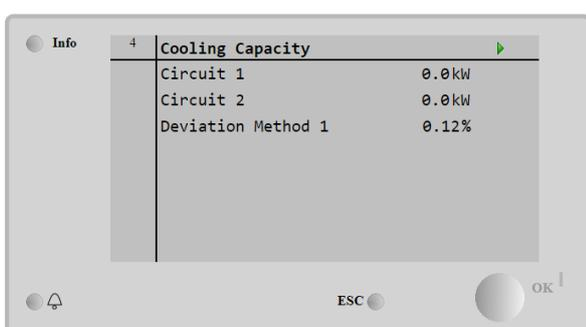 Info
4 Cooling Capacity
Circuit 1 0.0kW
Circuit 2 0.0kW
Deviation Method 1 0.12%
ESC
OK